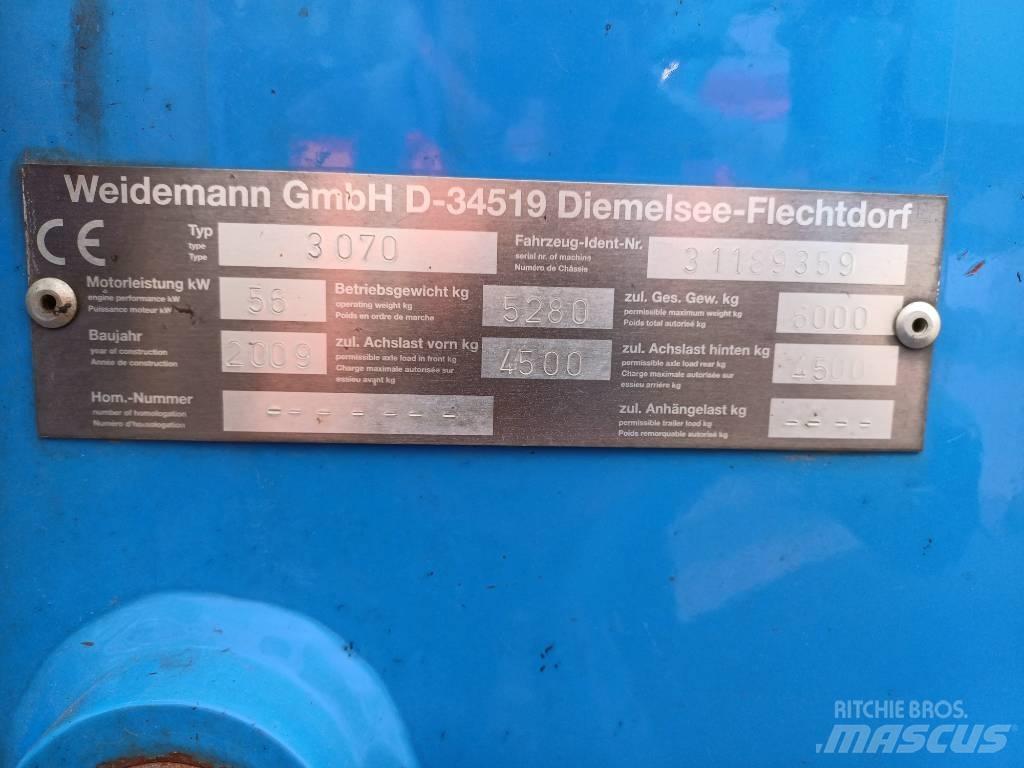 Weidemann GmbH D-34519 Diemelsee-Flechtdorf
CE
Typ
type
Type
3070
Fahrzeug-Ident-Nr.
serial nr. of machine
Numéro de Châssis
31189359
Motorleistung kW
engine performance kW
Puissance moteur kW
56
Betriebsgewicht kg
operating weight kg
Poids en ordre de marche
5280
zul. Ges. Gew. kg
permissible maximum weight kg
Poids total autorisé kg
6000
Baujahr
year of construction
Année de construction
2009
zul. Achslast vorn kg
permissible axle load in front kg
Charge maximale autorisée sur
essieu avant kg
4500
zul. Achslast hinten kg
permissible axle load rear kg
Charge maximale autorisée sur
essieu arrière kg
4500
Hom.-Nummer
number of homologation
Numéro d'homologation
- - - - - - -
zul. Anhängelast kg
permissible trailer load kg
Poids remorquable autorisé kg
- - - -
RITCHIE BROS.
MASCUS